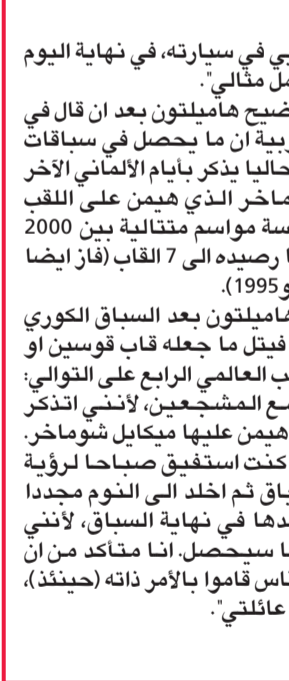 بي في سيارته، في نهاية اليوم
مل مثالي".
ضيح هاميلتون بعد ان قال في
ربية ان ما يحصل في سباقات
حاليا يذكر بأيام الألماني الآخر
ماخر الذي هيمن على اللقب
سة مواسم متتالية بين 2000
ا رصيده الى 7 القاب (فاز ايضا
و1995).
هاميلتون بعد السباق الكوري
فيتل ما جعله قاب قوسين او
ب العالمي الرابع على التوالي:
مع المشجعين، لأنني اتذكر
هيمن عليها ميكايل شوماخر.
كنت استفيق صباحا لرؤية
باق ثم اخلد الى النوم مجددا
ندها في نهاية السباق، لأنني
ا سيحصل. انا متأكد من ان
ناس قاموا بالأمر ذاته (حينئذ)،
عائلتي".